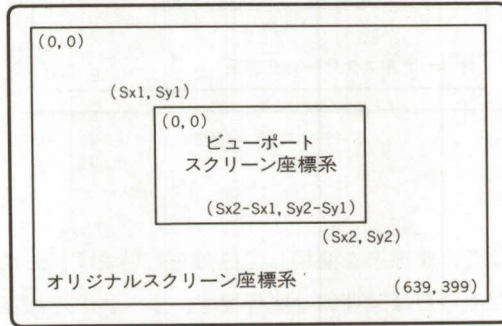 (0,0)
(Sx1,Sy1)
(0,0)
ビューポート
スクリーン座標系
(Sx2-Sx1,Sy2-Sy1)
(Sx2,Sy2)
オリジナルスクリーン座標系
(639,399)